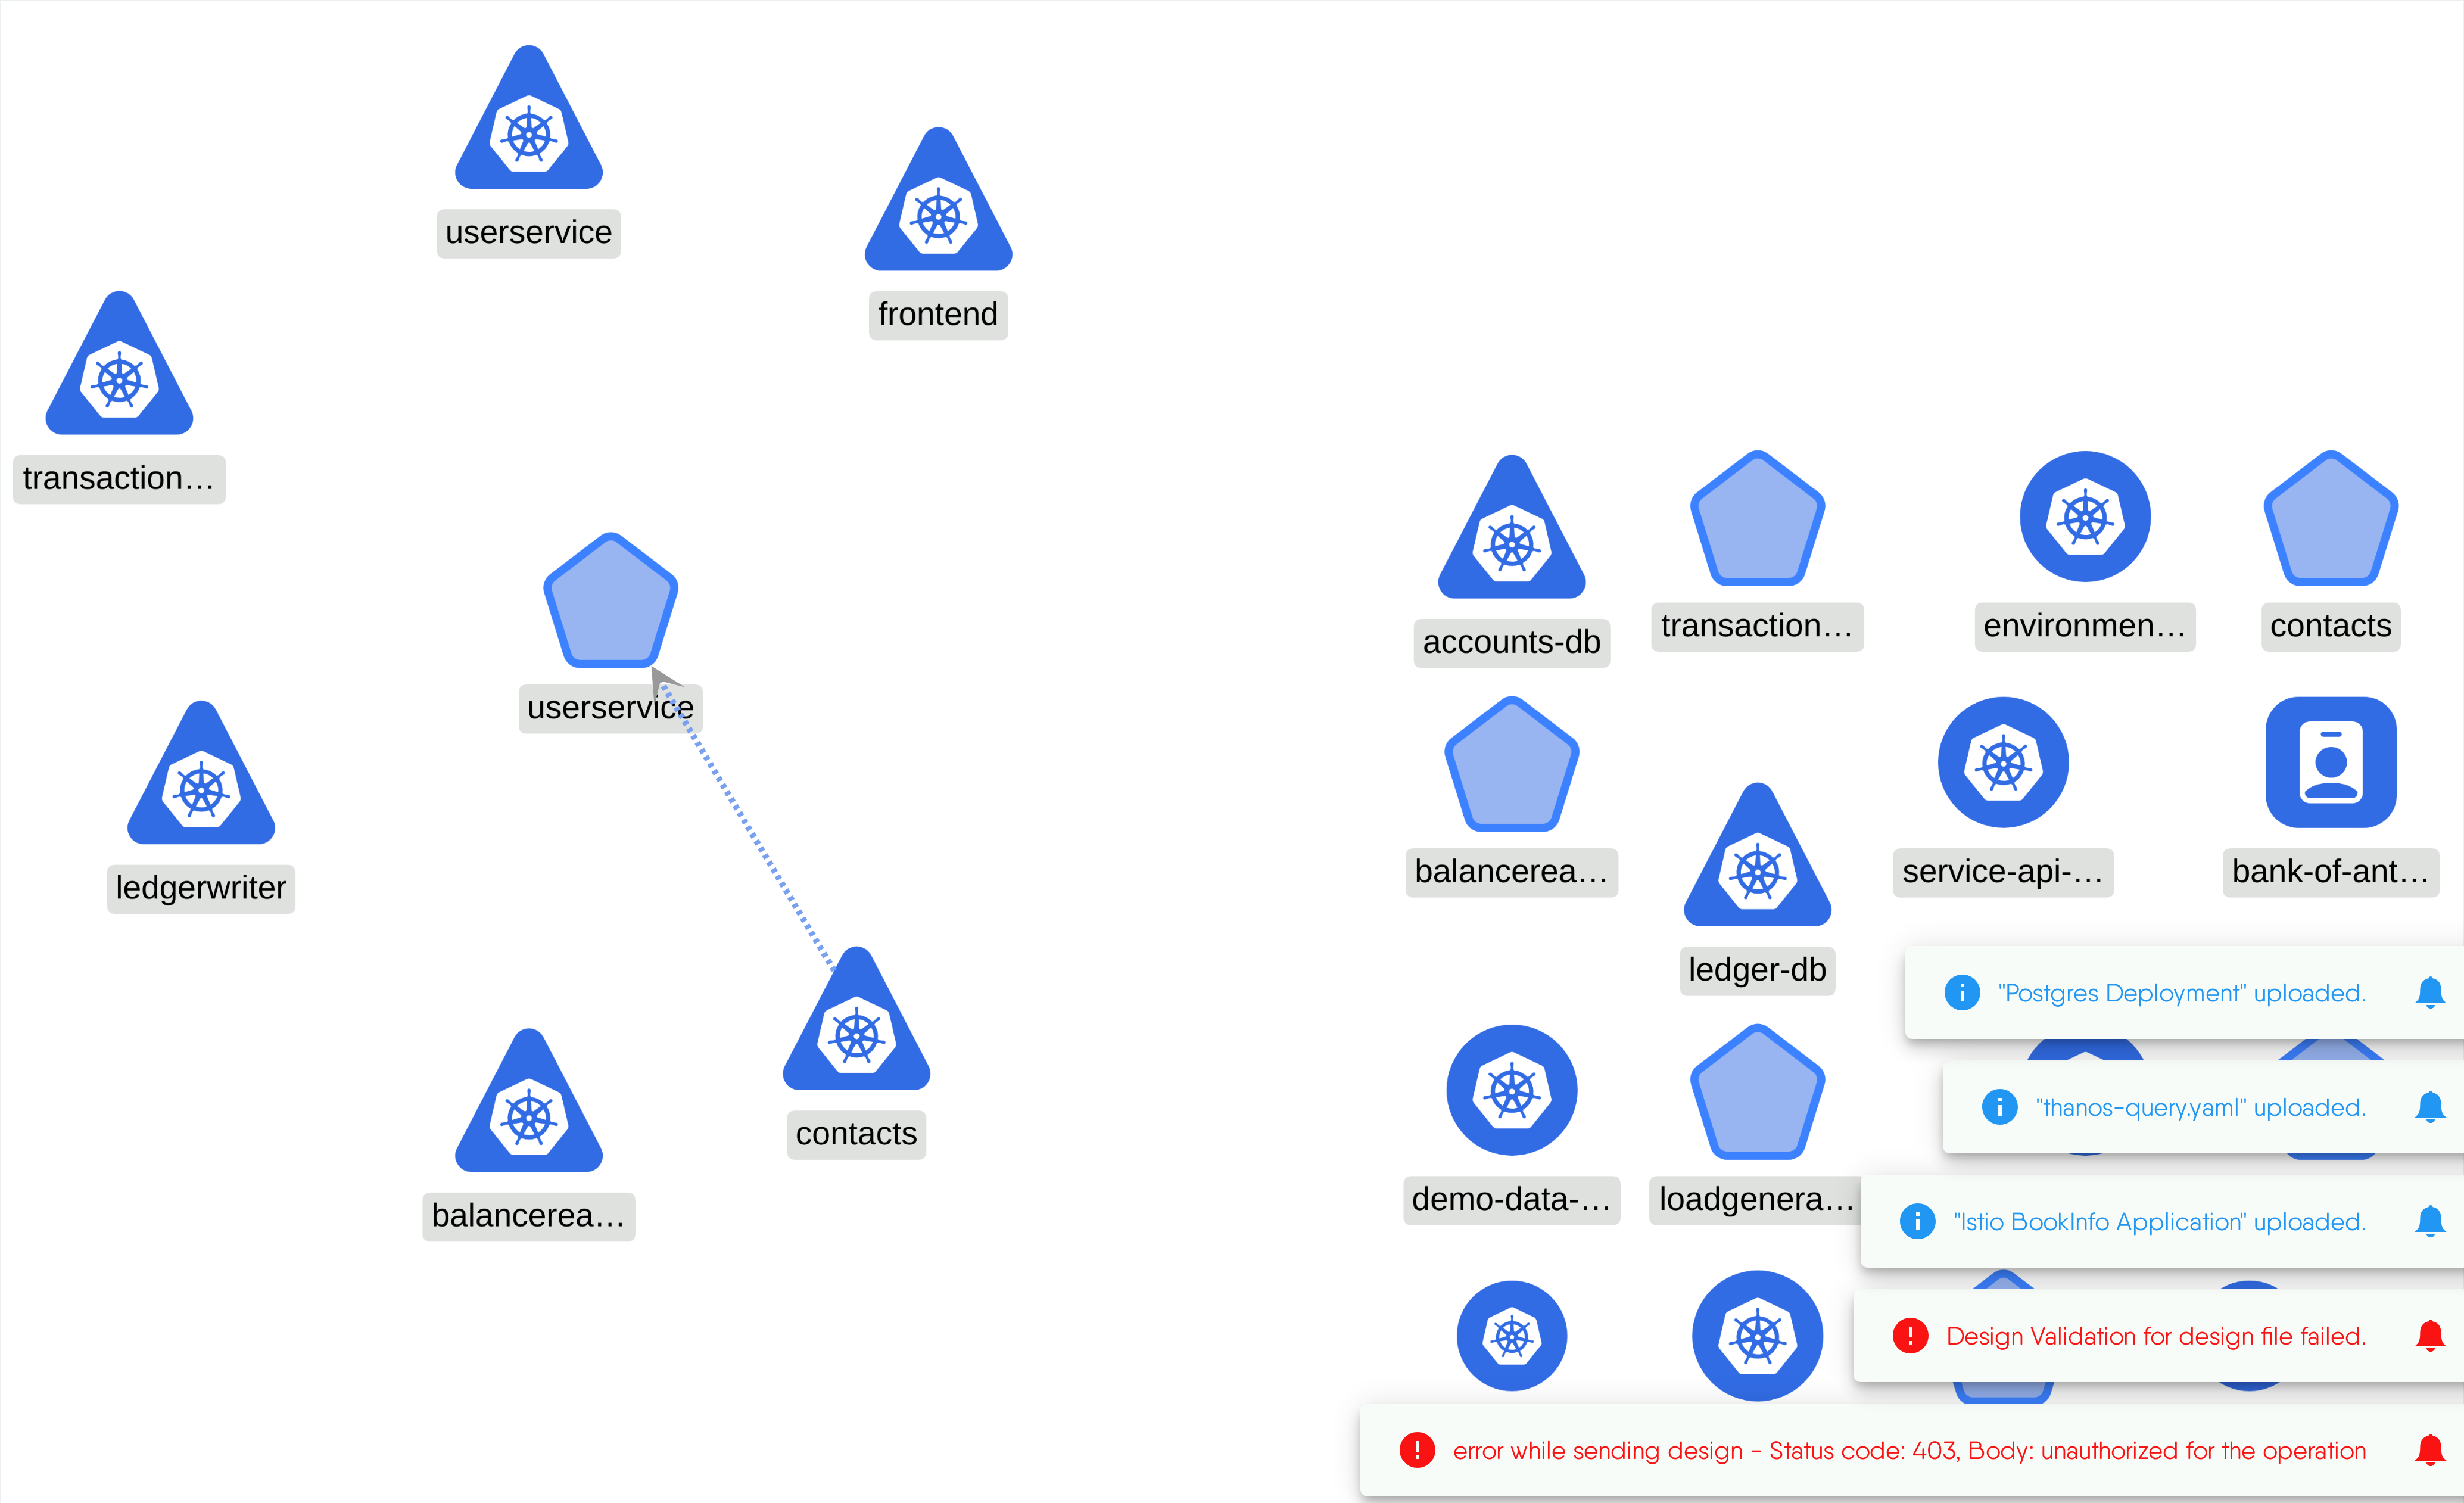 userservice
frontend
transaction…
userservice
accounts-db
transaction…
environmen…
contacts
ledgerwriter
balancerea…
service-api-…
bank-of-ant…
ledger-db
"Postgres Deployment" uploaded.
contacts
"thanos-query.yaml" uploaded.
balancerea…
demo-data-…
loadgenera…
"Istio BookInfo Application" uploaded.
Design Validation for design file failed.
error while sending design - Status code: 403, Body: unauthorized for the operation